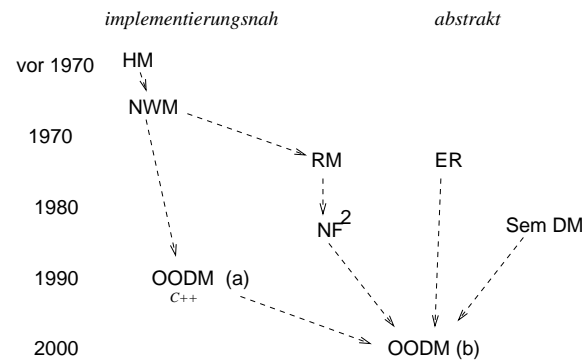 implementierungsnah abstrakt
vor 1970 HM
NWM
1970
RM ER
1980
NF2 Sem DM
1990 OODM (a)
C++
2000 OODM (b)